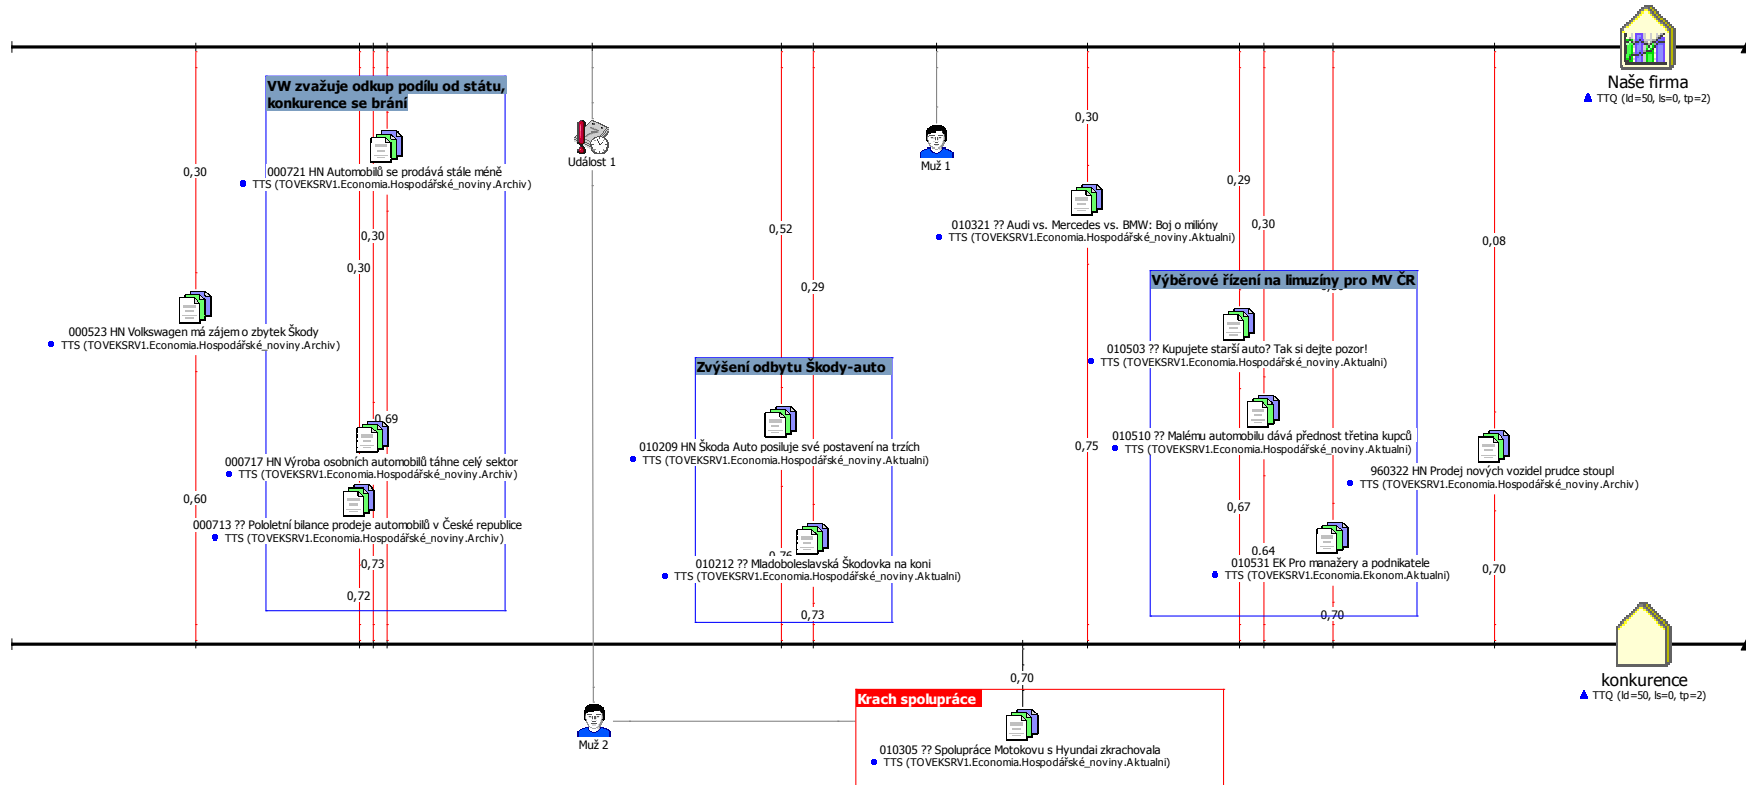 Naše firma
TTQ (ld=50, ls=0, tp=2)
VW zvažuje odkup podílu od státu,
konkurence se brání
000721 HN Automobilů se prodává stále méně
TTS (TOVEKSRV1.Economia.Hospodářské_noviny.Archiv)
0,30
0,30
0,30
000523 HN Volkswagen má zájem o zbytek Škody
TTS (TOVEKSRV1.Economia.Hospodářské_noviny.Archiv)
0,69
000717 HN Výroba osobních automobilů táhne celý sektor
TTS (TOVEKSRV1.Economia.Hospodářské_noviny.Archiv)
0,60
000713 ?? Pololetní bilance prodeje automobilů v České republice
TTS (TOVEKSRV1.Economia.Hospodářské_noviny.Archiv)
0,73
0,72
Událost 1
Muž 1
0,52
0,29
Zvýšení odbytu Škody-auto
010209 HN Škoda Auto posiluje své postavení na trzích
TTS (TOVEKSRV1.Economia.Hospodářské_noviny.Aktualni)
0,76
010212 ?? Mladoboleslavská Škodovka na koni
TTS (TOVEKSRV1.Economia.Hospodářské_noviny.Aktualni)
0,73
0,30
010321 ?? Audi vs. Mercedes vs. BMW: Boj o milióny
TTS (TOVEKSRV1.Economia.Hospodářské_noviny.Aktualni)
0,75
0,29
0,30
0,08
Výběrové řízení na limuzíny pro MV ČR
010503 ?? Kupujete starší auto? Tak si dejte pozor!
TTS (TOVEKSRV1.Economia.Hospodářské_noviny.Aktualni)
010510 ?? Malému automobilu dává přednost třetina kupců
TTS (TOVEKSRV1.Economia.Hospodářské_noviny.Aktualni)
960322 HN Prodej nových vozidel prudce stoupl
TTS (TOVEKSRV1.Economia.Hospodářské_noviny.Archiv)
0,67
0,64
010531 EK Pro manažery a podnikatele
TTS (TOVEKSRV1.Economia.Ekonom.Aktualni)
0,70
0,70
konkurence
TTQ (ld=50, ls=0, tp=2)
0,70
Krach spolupráce
Muž 2
010305 ?? Spolupráce Motokovu s Hyundai zkrachovala
TTS (TOVEKSRV1.Economia.Hospodářské_noviny.Aktualni)